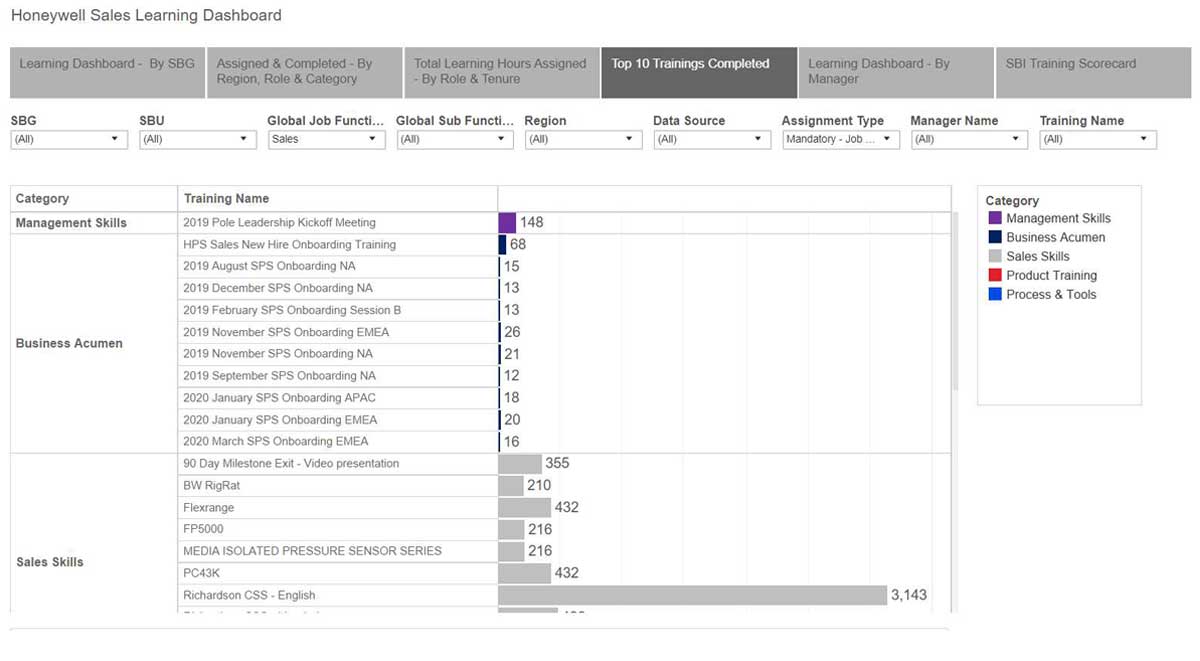 Honeywell Sales Learning Dashboard
Learning Dashboard - By SBG
Assigned & Completed - By
Region, Role & Category
Total Learning Hours Assigned
- By Role & Tenure
Top 10 Trainings Completed
Learning Dashboard - By
Manager
SBI Training Scorecard
SBG
SBU
Global Job Functi...
Global Sub Functi...
Region
Data Source
Assignment Type
Manager Name
Training Name
(All)
(All)
Sales
(All)
(All)
(All)
Mandatory - Job ...
(All)
(All)
Category
Training Name
Management Skills
2019 Pole Leadership Kickoff Meeting
148
Business Acumen
HPS Sales New Hire Onboarding Training
68
2019 August SPS Onboarding NA
15
2019 December SPS Onboarding NA
13
2019 February SPS Onboarding Session B
13
2019 November SPS Onboarding EMEA
26
2019 November SPS Onboarding NA
21
2019 September SPS Onboarding NA
12
2020 January SPS Onboarding APAC
18
2020 January SPS Onboarding EMEA
20
2020 March SPS Onboarding EMEA
16
Sales Skills
90 Day Milestone Exit - Video presentation
355
BW RigRat
210
Flexrange
432
FP5000
216
MEDIA ISOLATED PRESSURE SENSOR SERIES
216
PC43K
432
Richardson CSS - English
3,143
Category
Management Skills
Business Acumen
Sales Skills
Product Training
Process & Tools